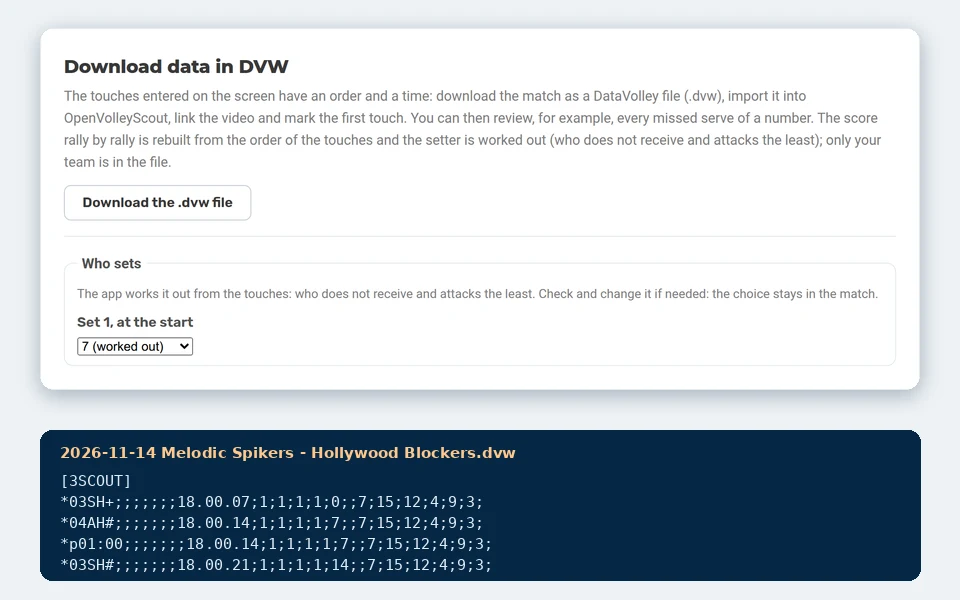 Download data in DVW
The touches entered on the screen have an order and a time: download the match as a DataVolley file (.dvw), import it into
OpenVolleyScout, link the video and mark the first touch. You can then review, for example, every missed serve of a number. The score
rally by rally is rebuilt from the order of the touches and the setter is worked out (who does not receive and attacks the least); only your
team is in the file.
Download the .dvw file
Who sets
The app works it out from the touches: who does not receive and attacks the least. Check and change it if needed: the choice stays in the match.
Set 1, at the start
7 (worked out)
2026-11-14 Melodic Spikers - Hollywood Blockers.dvw
[3SCOUT]
*03SH+;;;;;;;18.00.07;1;1;1;1;0;;7;15;12;4;9;3;
*04AH#;;;;;;;18.00.14;1;1;1;1;7;;7;15;12;4;9;3;
*p01:00;;;;;;;18.00.14;1;1;1;1;7;;7;15;12;4;9;3;
*03SH#;;;;;;;18.00.21;1;1;1;1;14;;7;15;12;4;9;3;